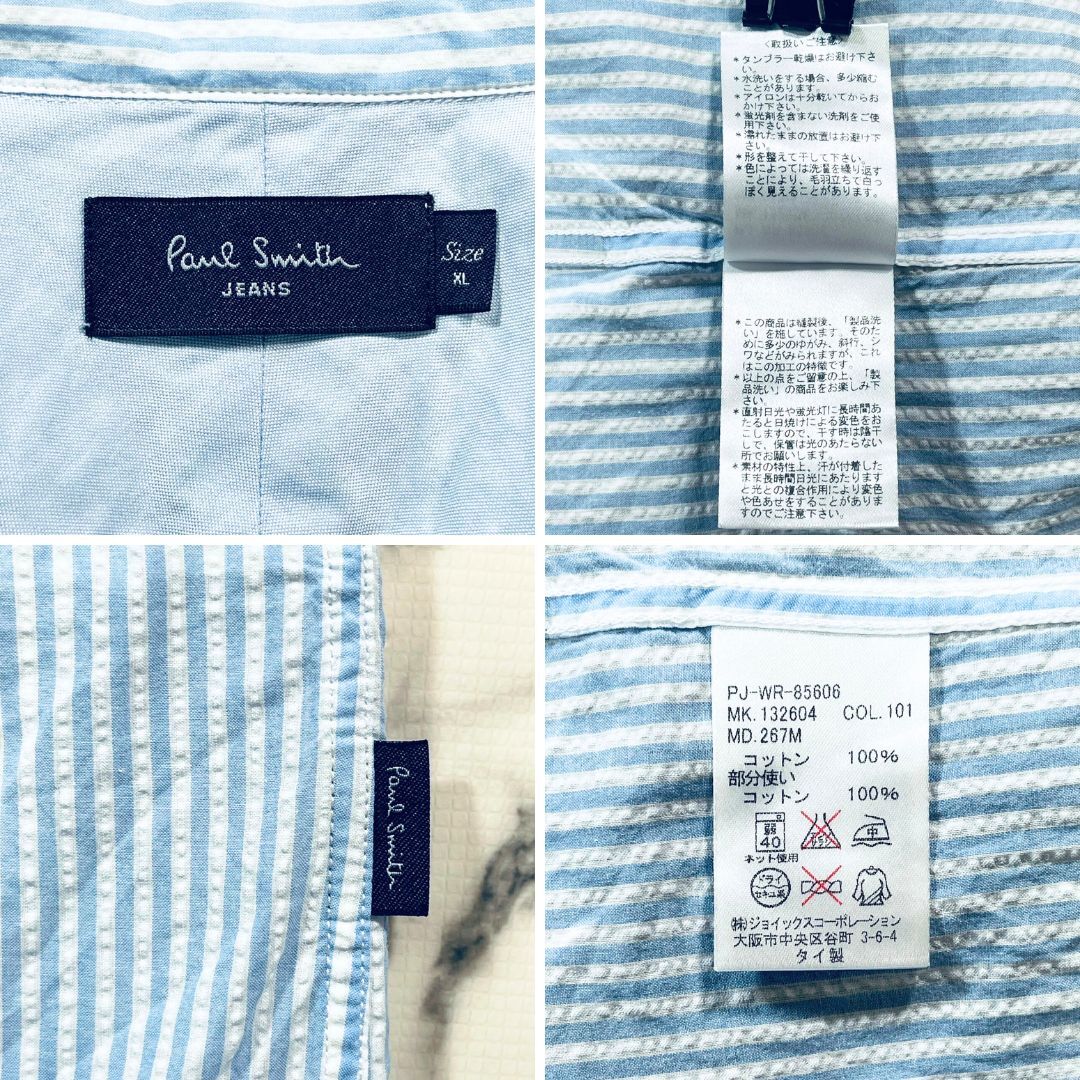 Paul Smith
JEANS
Size
XL
<取扱いご注意>
*タンブラー乾燥はお避け下さ
い。
*水洗いをする場合、多少縮む
ことがあります。
*アイロンは十分乾いてからお
かけ下さい。
*蛍光剤を含まない洗剤をご使
用下さい。
*濡れたままの放置はお避け下
さい。
*形を整えて干して下さい。
*色によっては洗濯を繰り返す
ことにより、毛羽立ちで白っ
ぽく見えることがあります。
*この商品は縫製後、「製品洗
い」を施しています。そのた
めに多少のゆがみ、斜行、シ
ワなどがみられますが、これ
はこの加工の特徴です。
*以上の点をご留意の上、「製
品洗い」の商品をお楽しみ下
さい。
*直射日光や蛍光灯に長時間あ
たると日焼けによる変色をお
こしますので、干す時は陰干
しで、保管は光のあたらない
所でお願いします。
*素材の特性上、汗が付着した
まま長時間日光にあたります
と光との複合作用により変色
や色あせをすることがありま
すのでご注意下さい。
Paul Smith
PJ-WR-85606
MK.132604 COL.101
MD.267M
コットン 100%
部分使い
コットン 100%
弱
40
エンソサラシ
中
ネット使用
ドライ
セキユ系
㈱ジョイックスコーポレーション
大阪市中央区谷町 3-6-4
タイ製